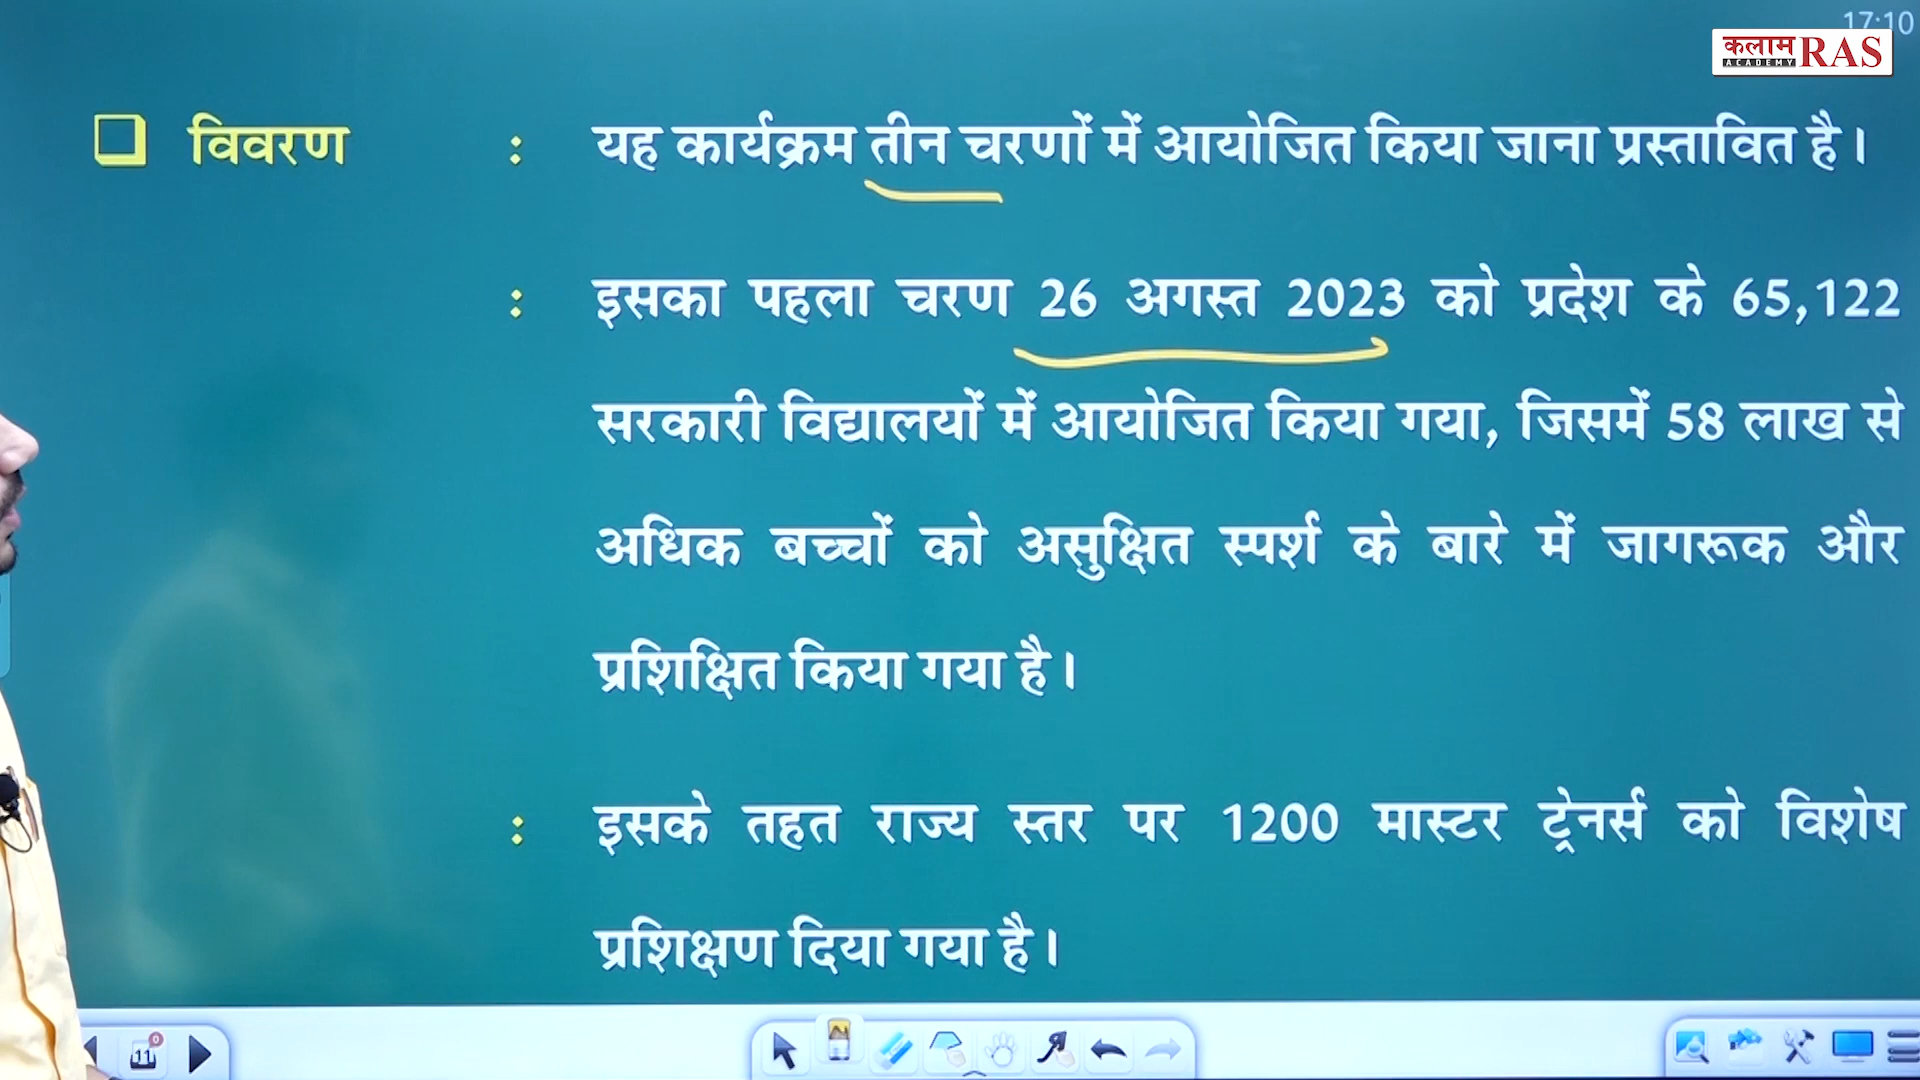 17:10
कलाम RAS
ACADEMY
❑ विवरण : यह कार्यक्रम तीन चरणों में आयोजित किया जाना प्रस्तावित है।
: इसका पहला चरण 26 अगस्त 2023 को प्रदेश के 65,122
सरकारी विद्यालयों में आयोजित किया गया, जिसमें 58 लाख से
अधिक बच्चों को असुक्षित स्पर्श के बारे में जागरूक और
प्रशिक्षित किया गया है।
: इसके तहत राज्य स्तर पर 1200 मास्टर ट्रेनर्स को विशेष
प्रशिक्षण दिया गया है।
11 0